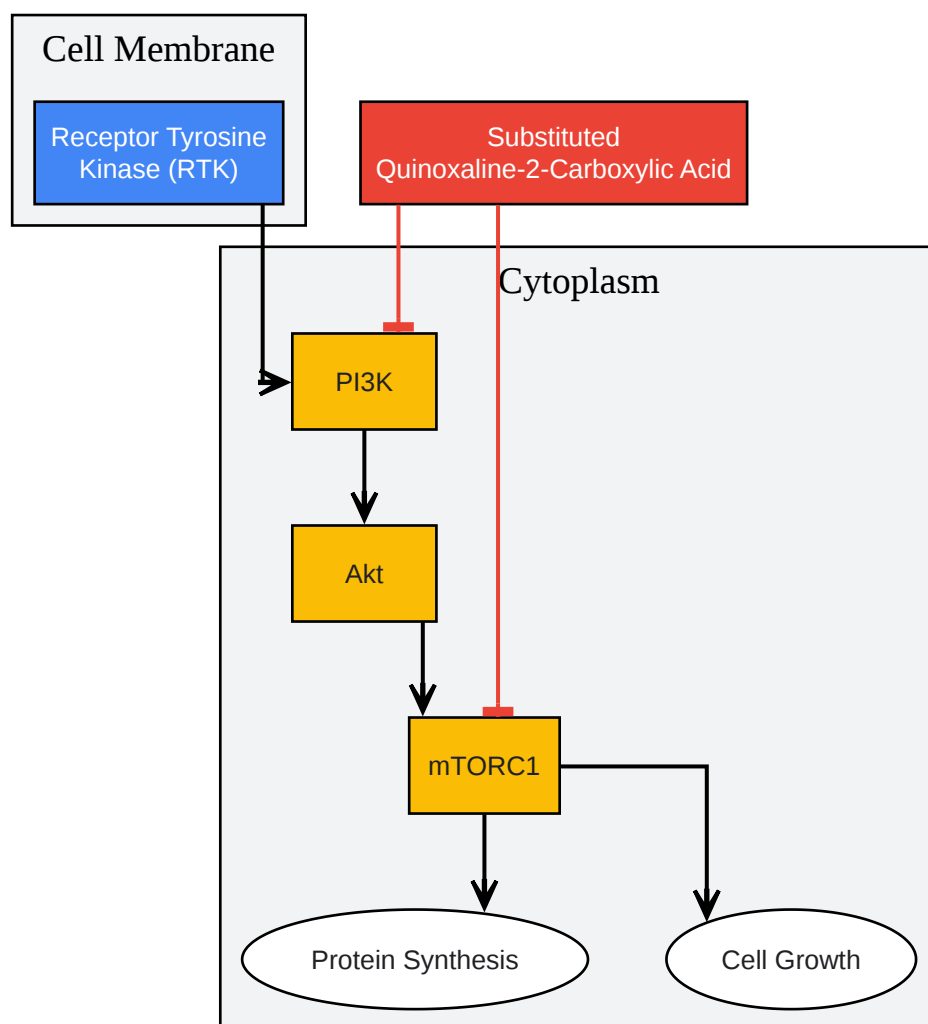 Cell Membrane
Receptor Tyrosine
Kinase (RTK)
Substituted
Quinoxaline-2-Carboxylic Acid
Cytoplasm
PI3K
Akt
mTORC1
Protein Synthesis
Cell Growth